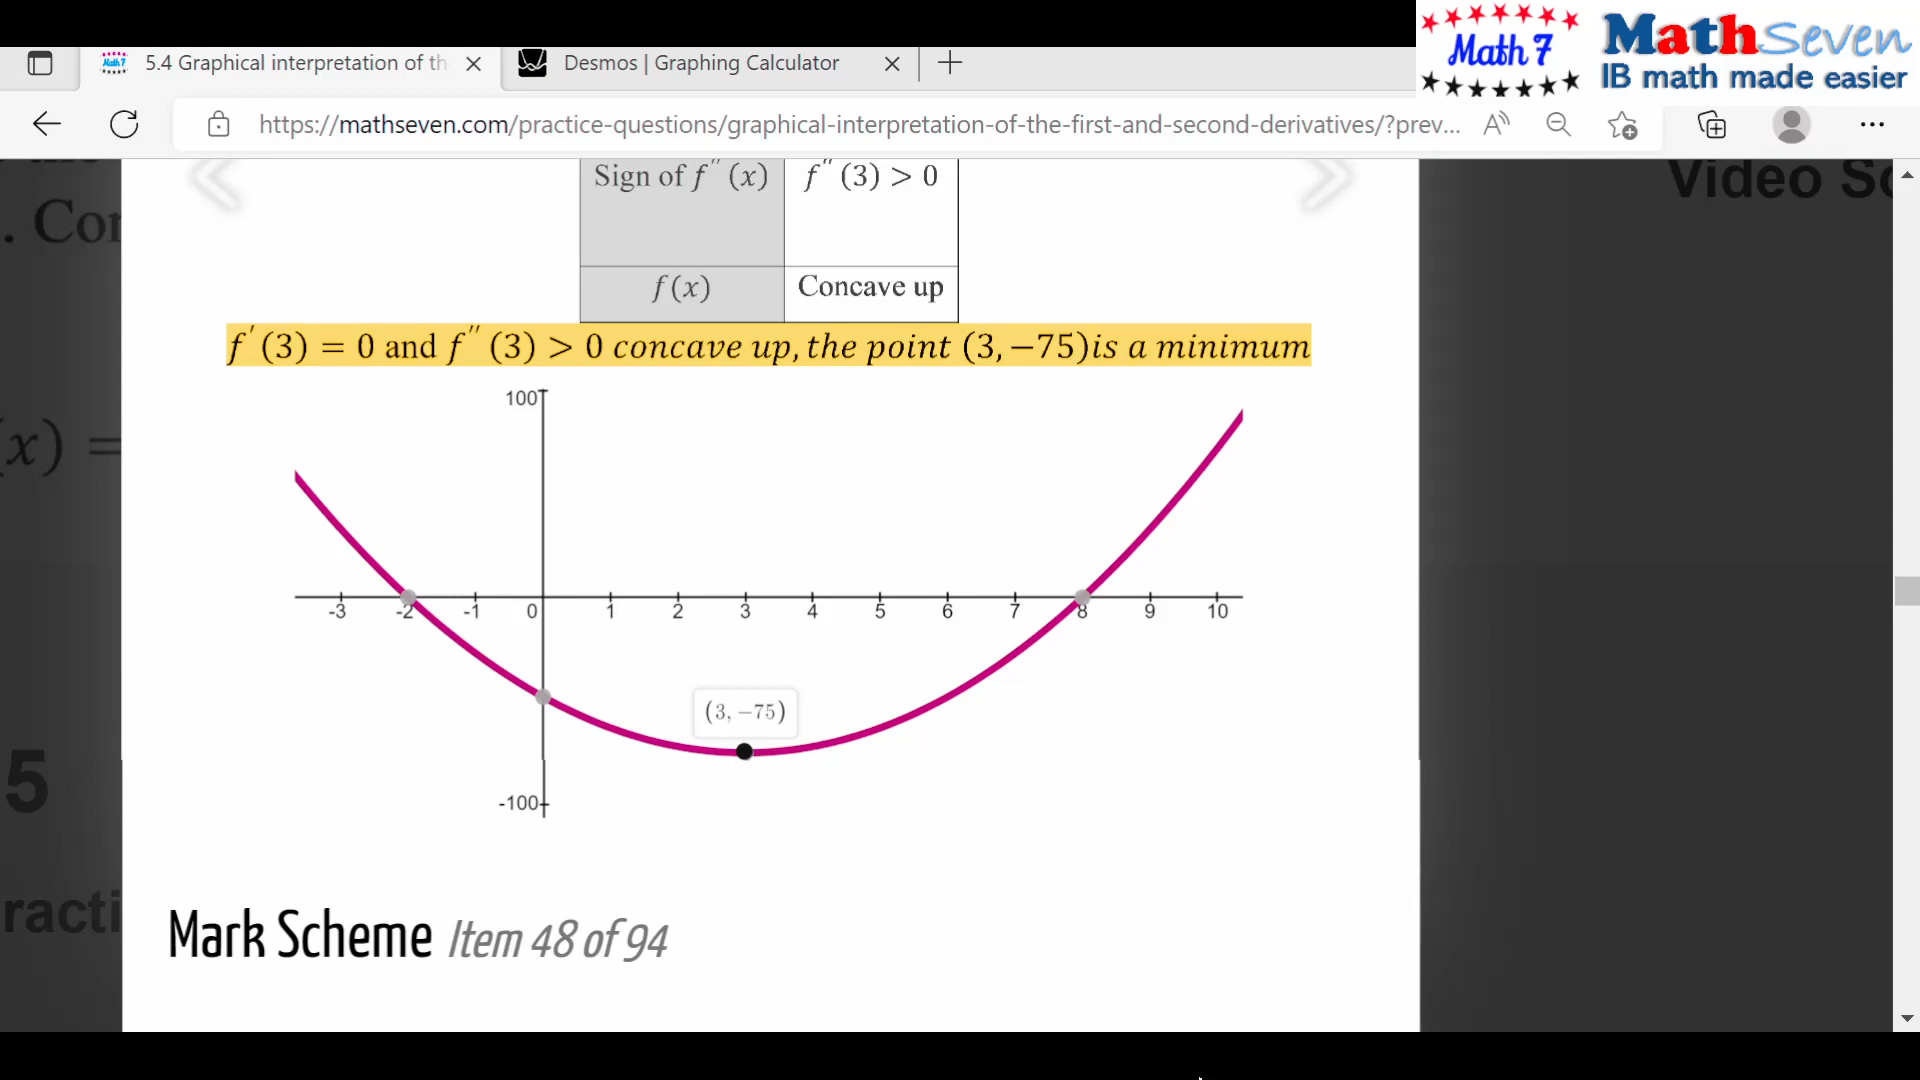 Math 7
MathSeven
IB math made easier
5.4 Graphical interpretation of th
Desmos | Graphing Calculator
https://mathseven.com/practice-questions/graphical-interpretation-of-the-first-and-second-derivatives/?prev...
. Con
Video So
Sign of f″(x) f″(3) > 0
f(x) Concave up
f′(3) = 0 and f″(3) > 0 concave up, the point (3, −75)is a minimum
(x) =
100
-3 -2 -1 0 1 2 3 4 5 6 7 8 9 10
(3, −75)
-100
5
racti
Mark Scheme Item 48 of 94